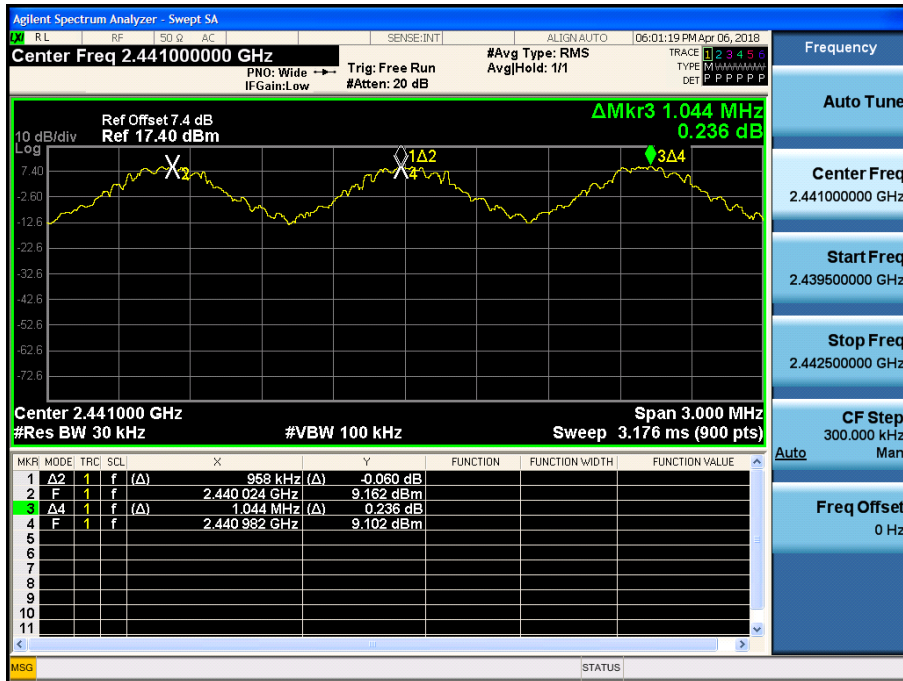 Agilent Spectrum Analyzer - Swept SA
LXI RL RF 50 Ω AC SENSE:INT ALIGN AUTO 06:01:19 PM Apr 06, 2018
Center Freq 2.441000000 GHz
PNO: Wide
IFGain:Low
Trig: Free Run
#Atten: 20 dB
#Avg Type: RMS
Avg|Hold: 1/1
TRACE 1 2 3 4 5 6
TYPE M WWWWW
DET P P P P P P
ΔMkr3 1.044 MHz
0.236 dB
Ref Offset 7.4 dB
10 dB/div Ref 17.40 dBm
Log
7.40
-2.60
-12.6
-22.6
-32.6
-42.6
-52.6
-62.6
-72.6
2
1Δ2
4
3Δ4
Center 2.441000 GHz Span 3.000 MHz
#Res BW 30 kHz #VBW 100 kHz Sweep 3.176 ms (900 pts)
MKR MODE TRC SCL X Y FUNCTION FUNCTION WIDTH FUNCTION VALUE
1 Δ2 1 f (Δ) 958 kHz (Δ) -0.060 dB
2 F 1 f 2.440 024 GHz 9.162 dBm
3 Δ4 1 f (Δ) 1.044 MHz (Δ) 0.236 dB
4 F 1 f 2.440 982 GHz 9.102 dBm
5
6
7
8
9
10
11
MSG STATUS
Frequency
Auto Tune
Center Freq
2.441000000 GHz
Start Freq
2.439500000 GHz
Stop Freq
2.442500000 GHz
CF Step
300.000 kHz
Auto Man
Freq Offset
0 Hz